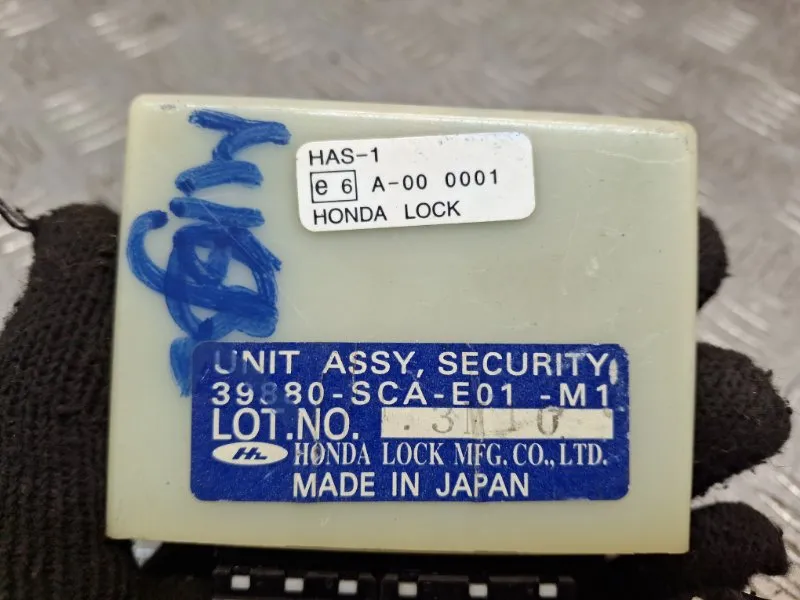 HAS-1
e 6 A-00 0001
HONDA LOCK
UNIT ASSY, SECURITY
39880-SCA-E01 -M1
LOT.NO.
HL HONDA LOCK MFG. CO., LTD.
MADE IN JAPAN